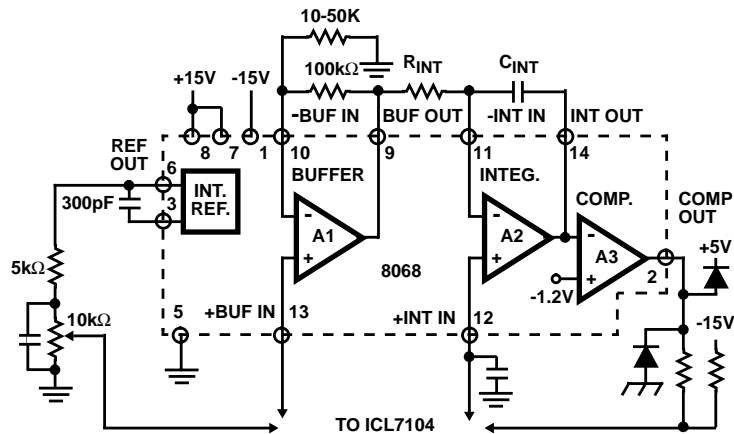 10-50K
100kΩ
RINT
CINT
+15V
-15V
-BUF IN
BUF OUT
-INT IN
INT OUT
REF
OUT
8
7
1
10
9
11
14
6
3
300pF
INT.
REF.
BUFFER
INTEG.
COMP.
COMP
OUT
-
A1
+
-
A2
+
-
A3
+
+5V
2
8068
-1.2V
5kΩ
10kΩ
5
+BUF IN
13
+INT IN
12
-15V
TO ICL7104